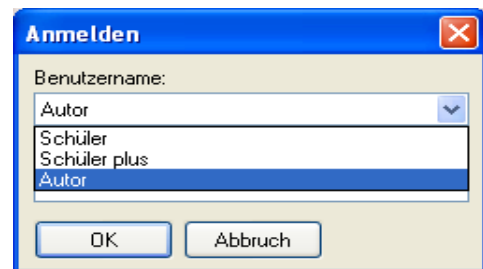 Anmelden
Benutzername:
Autor
Schüler
Schüler plus
Autor
OK Abbruch